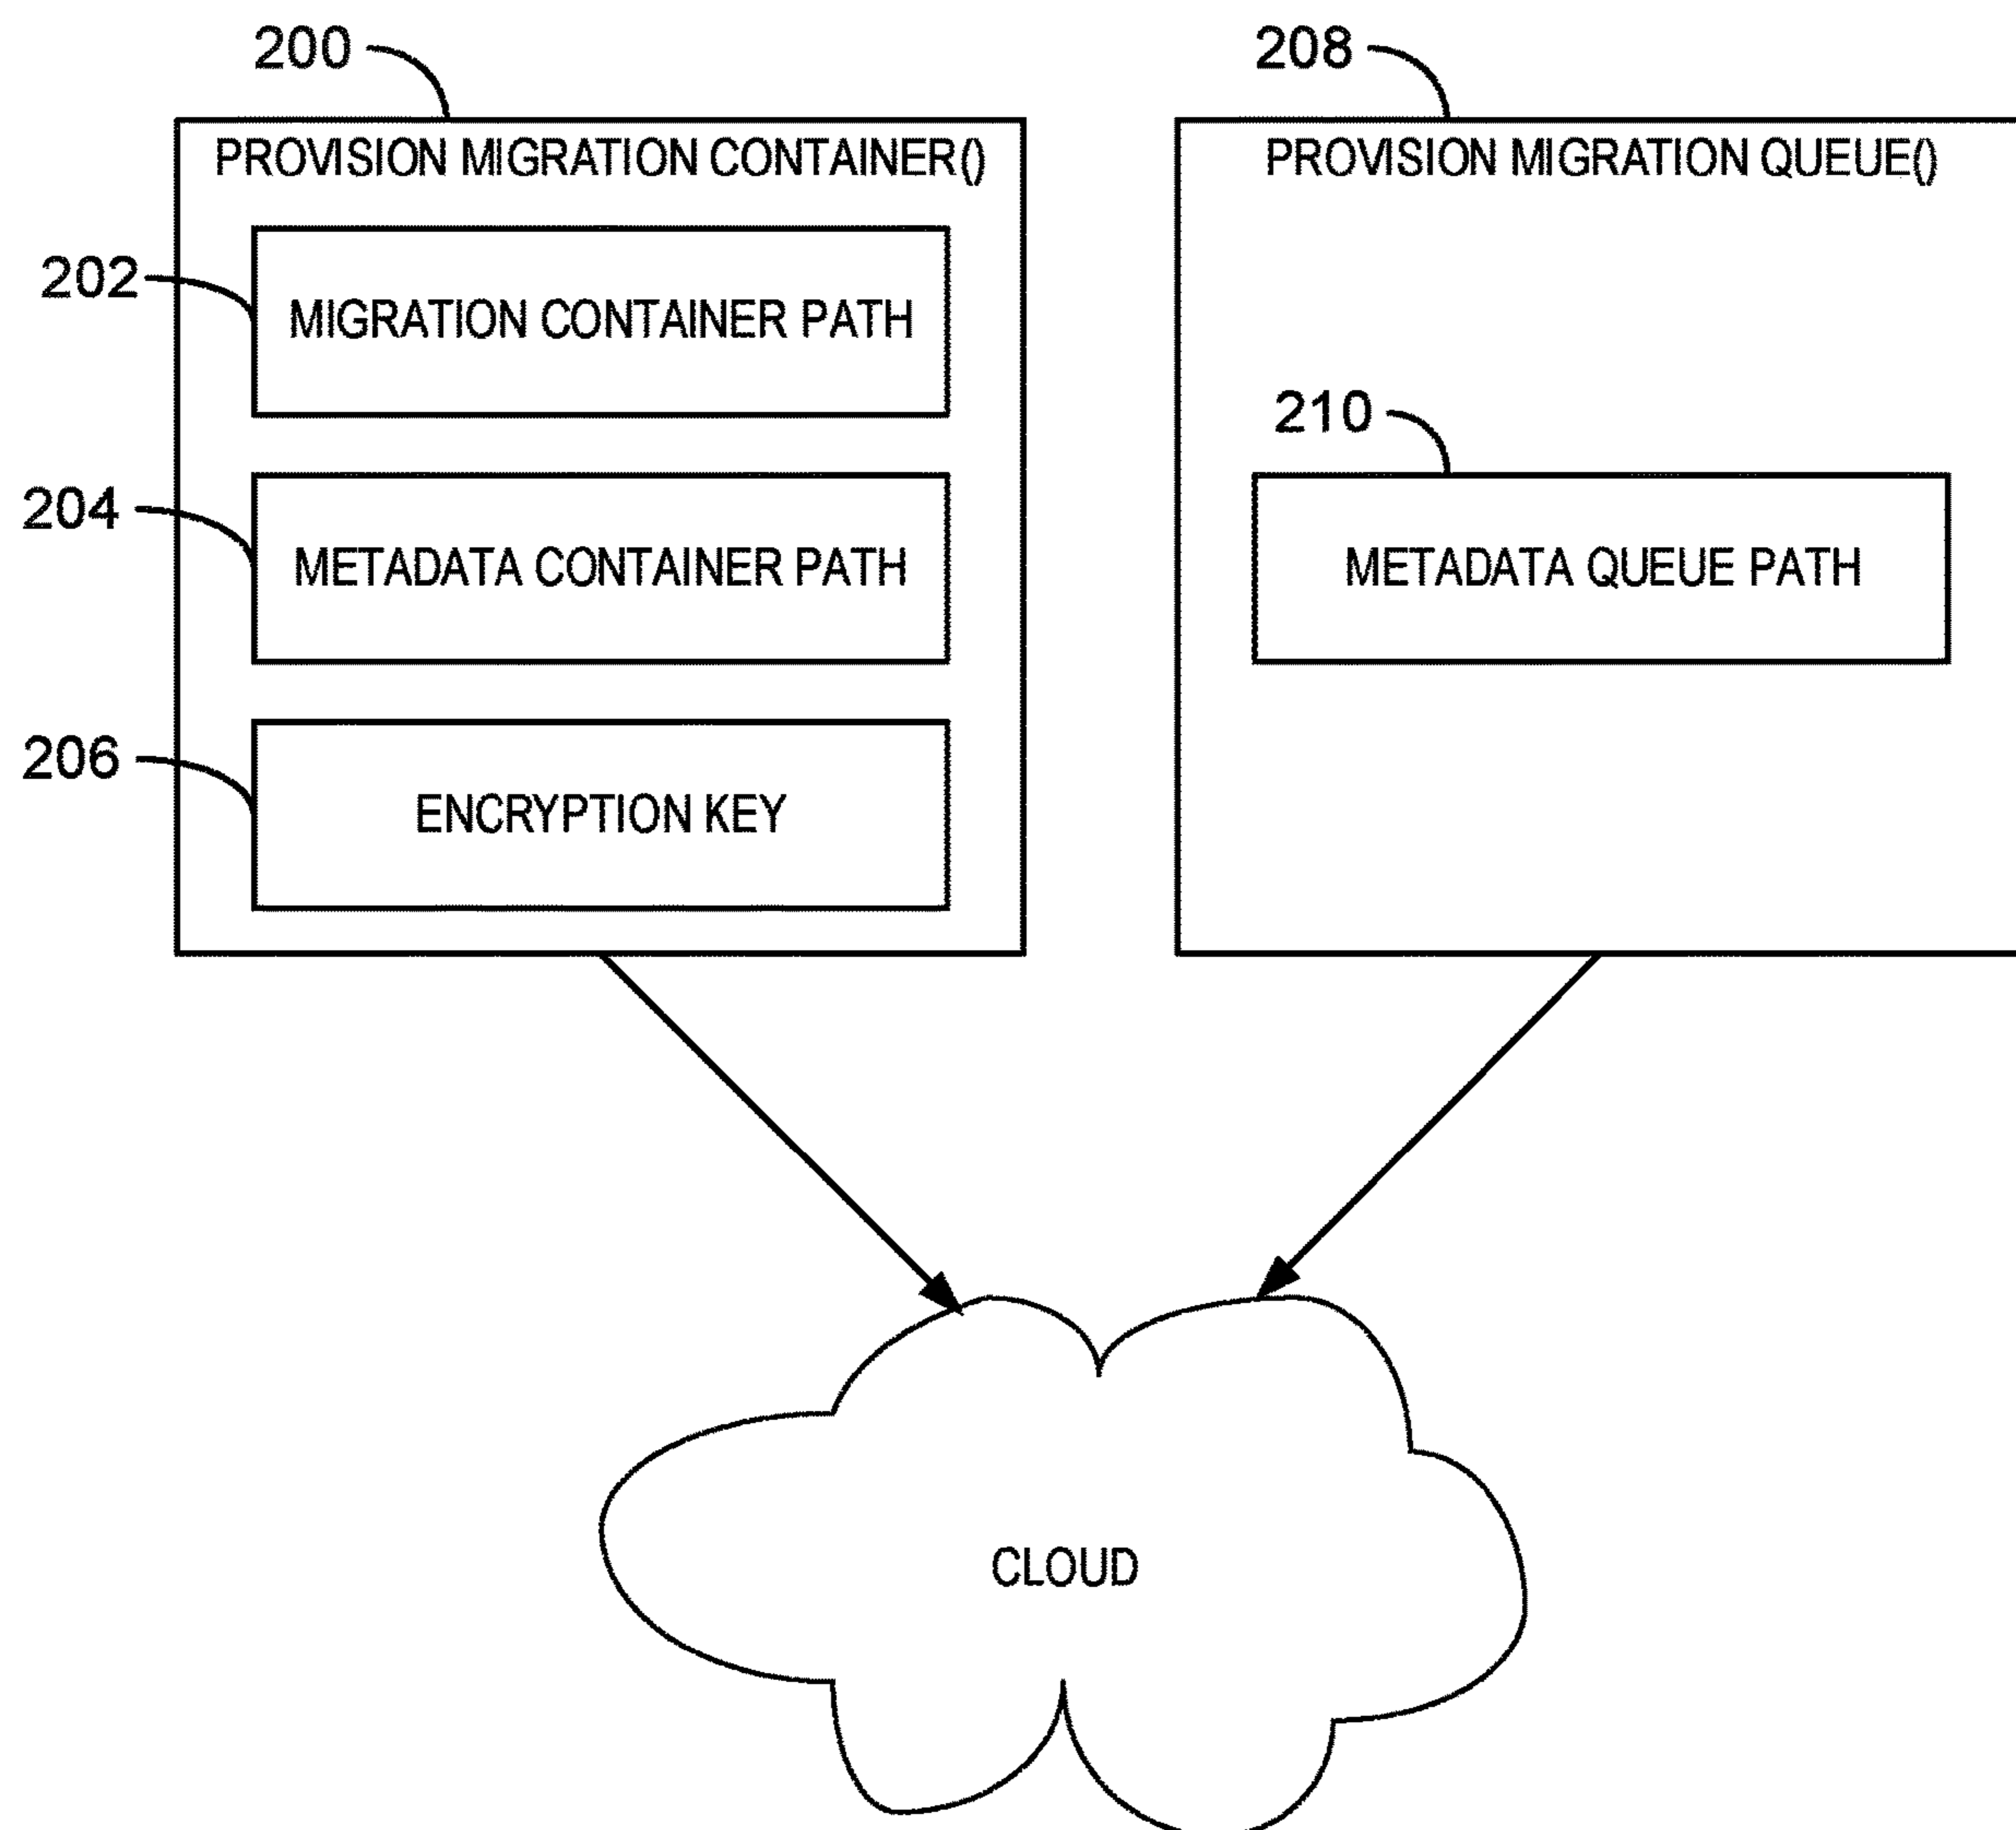 200
208
PROVISION MIGRATION CONTAINER()
PROVISION MIGRATION QUEUE()
202
MIGRATION CONTAINER PATH
210
204
METADATA CONTAINER PATH
METADATA QUEUE PATH
206
ENCRYPTION KEY
CLOUD